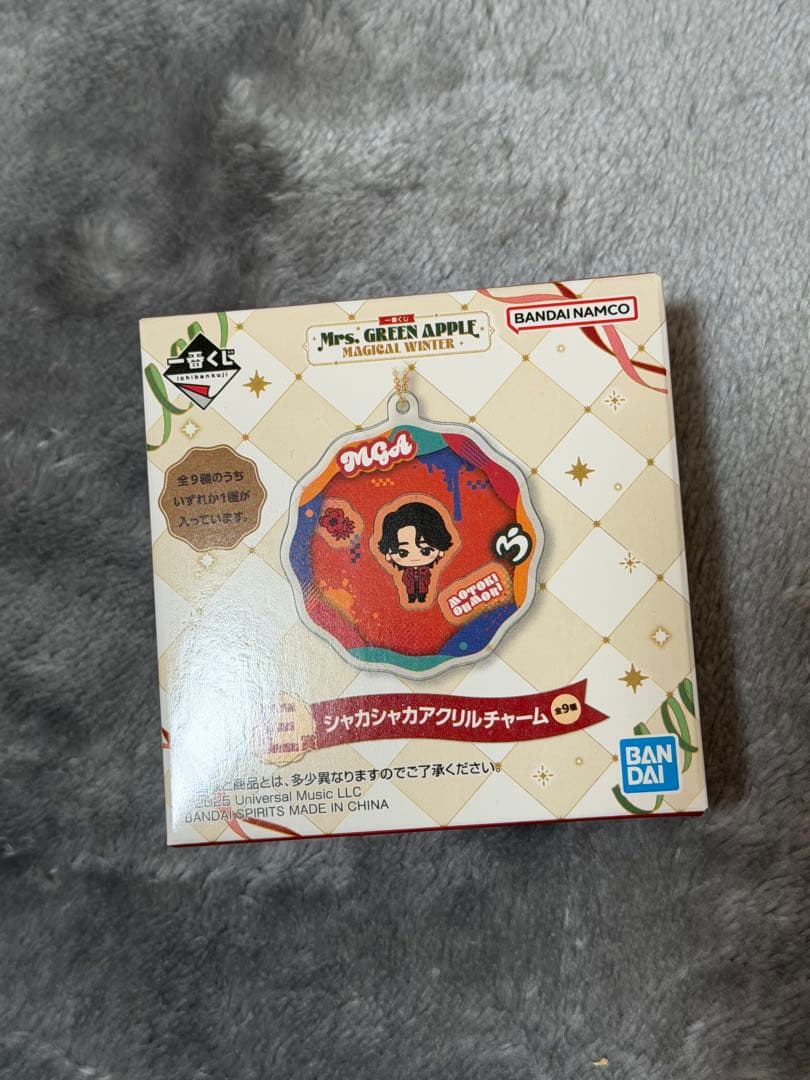 一番くじ
ichibankuji
一番くじ
Mrs. GREEN APPLE
MAGICAL WINTER
BANDAI NAMCO
全9種のうち
いずれか1種が
入っています。
MGA
MOTOKI
OHMORI
賞
シャカシャカアクリルチャーム
全9種
と商品とは、多少異なりますのでご了承ください。
2025 Universal Music LLC
BANDAI SPIRITS MADE IN CHINA
BAN
DAI